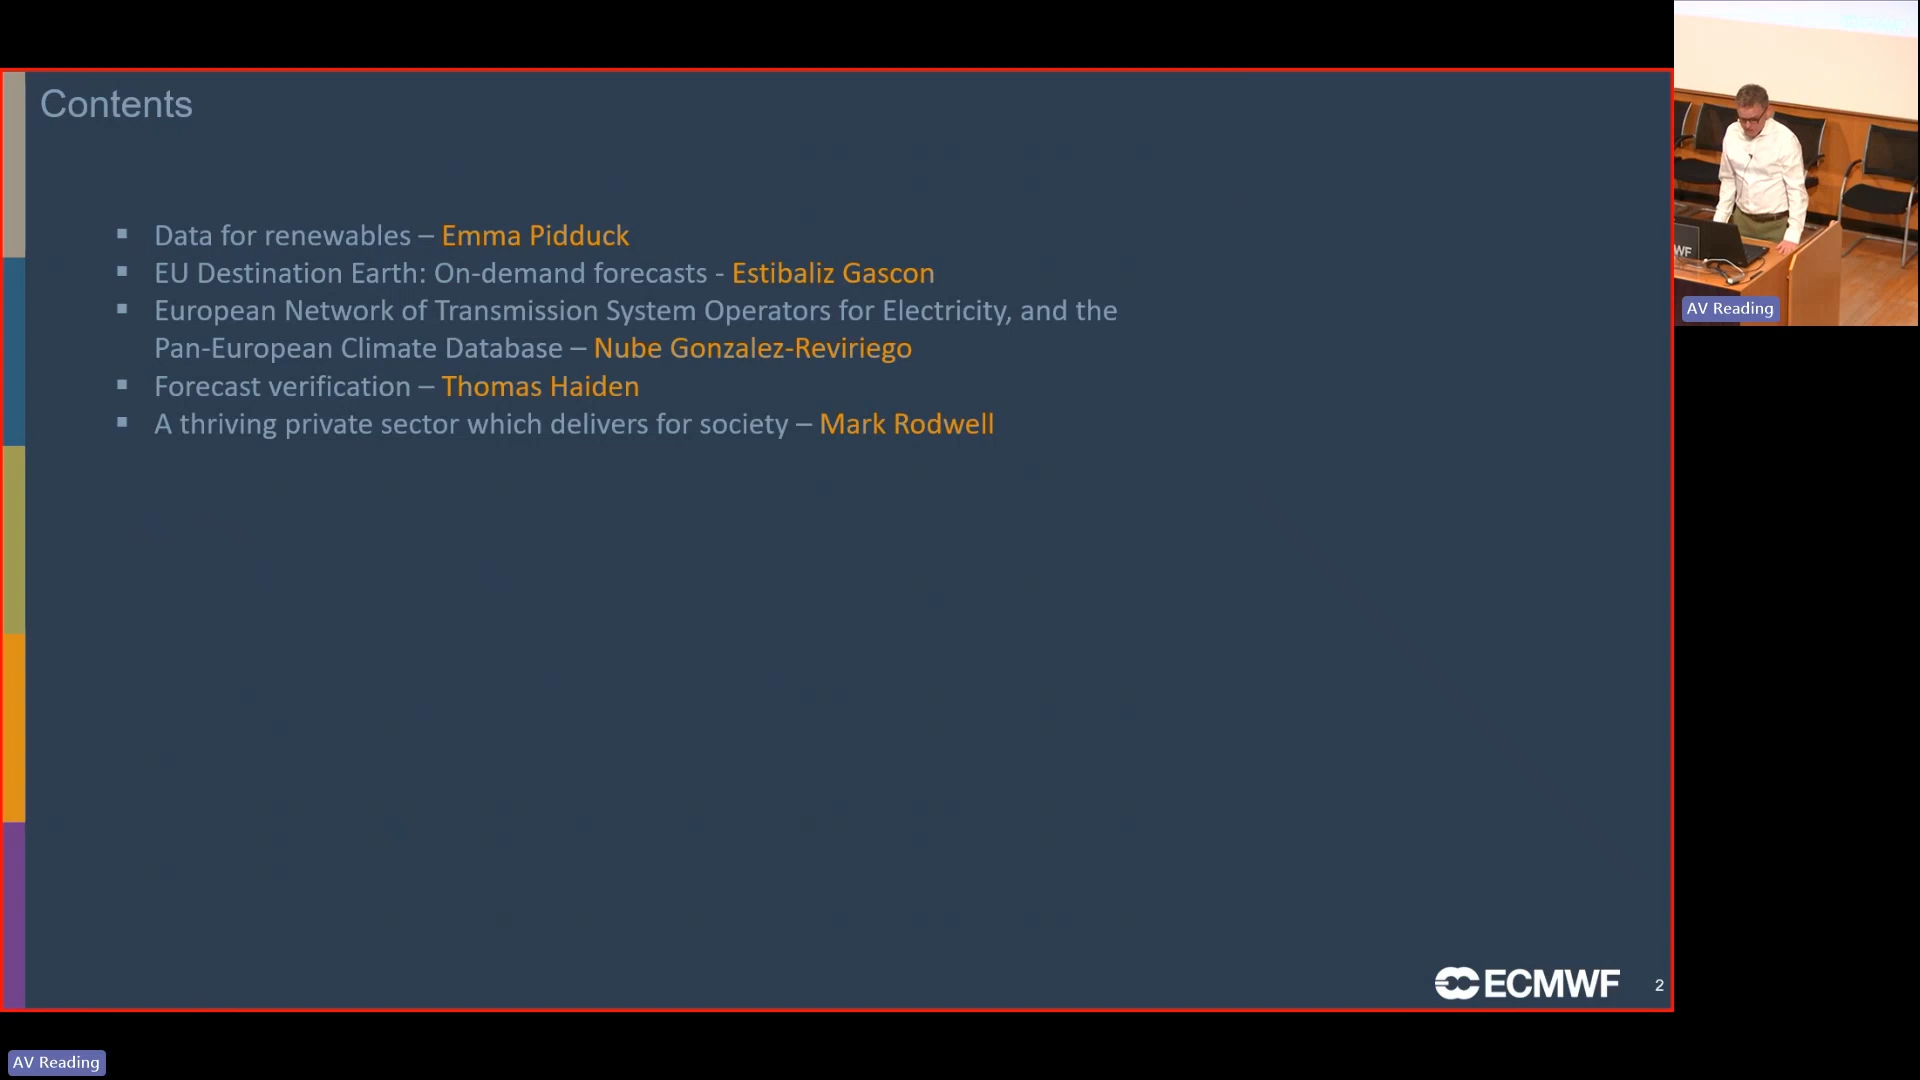 Contents
▪ Data for renewables – Emma Pidduck
▪ EU Destination Earth: On-demand forecasts - Estibaliz Gascon
▪ European Network of Transmission System Operators for Electricity, and the
Pan-European Climate Database – Nube Gonzalez-Reviriego
▪ Forecast verification – Thomas Haiden
▪ A thriving private sector which delivers for society – Mark Rodwell
ECMWF
2
WF
AV Reading
AV Reading